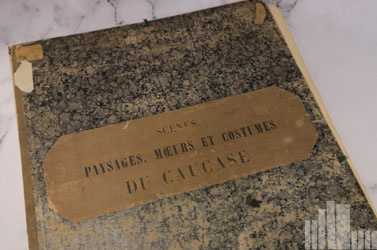 SCÈNES,
PAYSAGES, MŒURS ET COSTUMES
DU CAUCASE